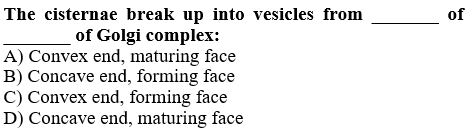 The cisternae break up into vesicles from _______ of
_______ of Golgi complex:
A) Convex end, maturing face
B) Concave end, forming face
C) Convex end, forming face
D) Concave end, maturing face